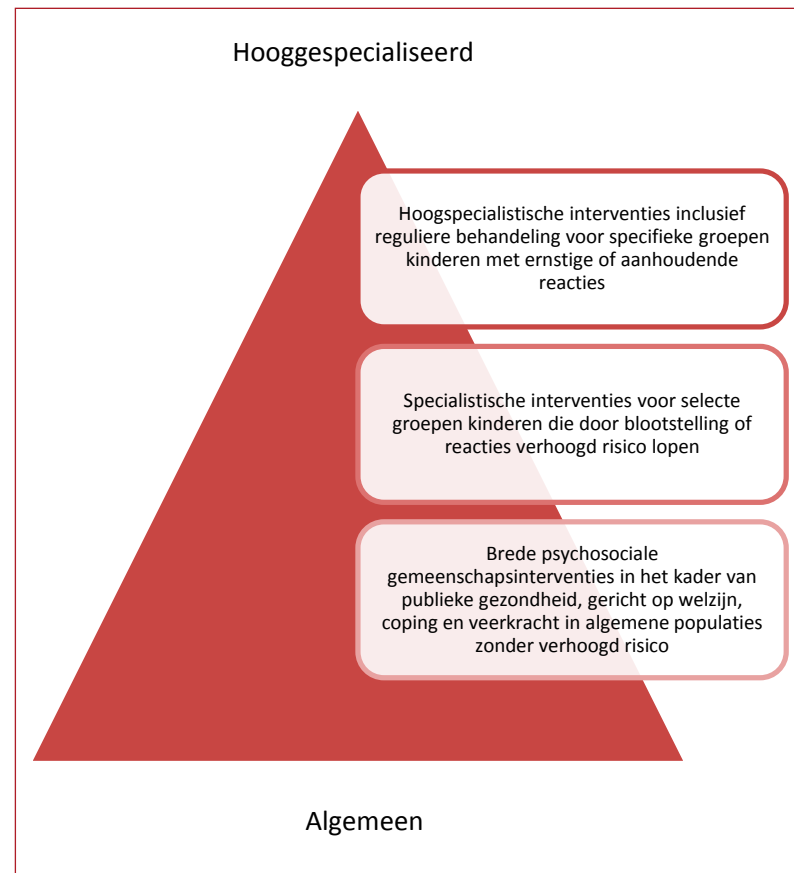 Hooggespecialiseerd
Hoogspecialistische interventies inclusief
reguliere behandeling voor specifieke groepen
kinderen met ernstige of aanhoudende
reacties
Specialistische interventies voor selecte
groepen kinderen die door blootstelling of
reacties verhoogd risico lopen
Brede psychosociale
gemeenschapsinterventies in het kader van
publieke gezondheid, gericht op welzijn,
coping en veerkracht in algemene populaties
zonder verhoogd risico
Algemeen